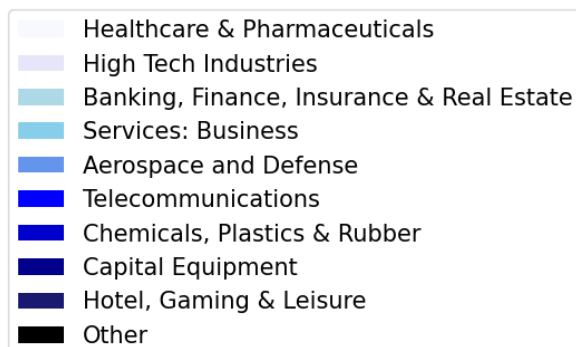 Healthcare & Pharmaceuticals
High Tech Industries
Banking, Finance, Insurance & Real Estate
Services: Business
Aerospace and Defense
Telecommunications
Chemicals, Plastics & Rubber
Capital Equipment
Hotel, Gaming & Leisure
Other